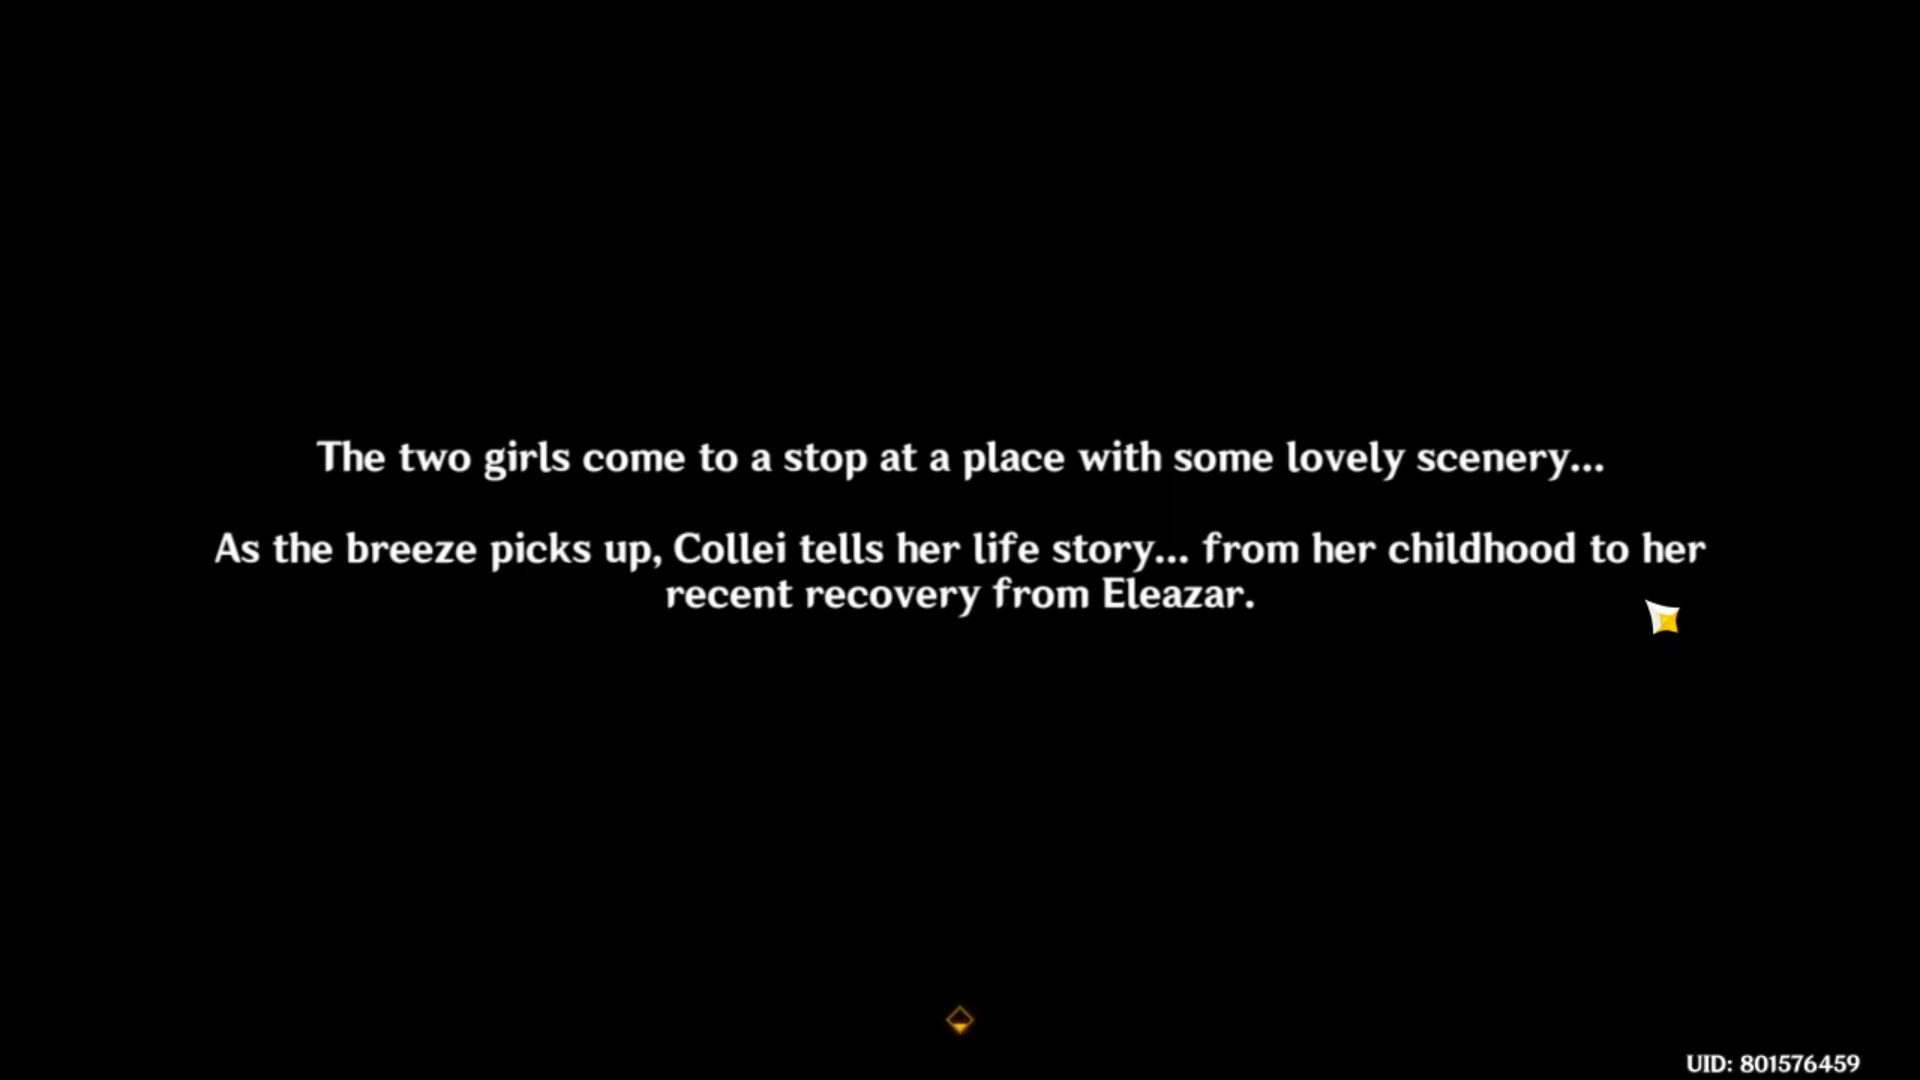 The two girls come to a stop at a place with some lovely scenery...
As the breeze picks up, Collei tells her life story... from her childhood to her
recent recovery from Eleazar.
UID: 801576459